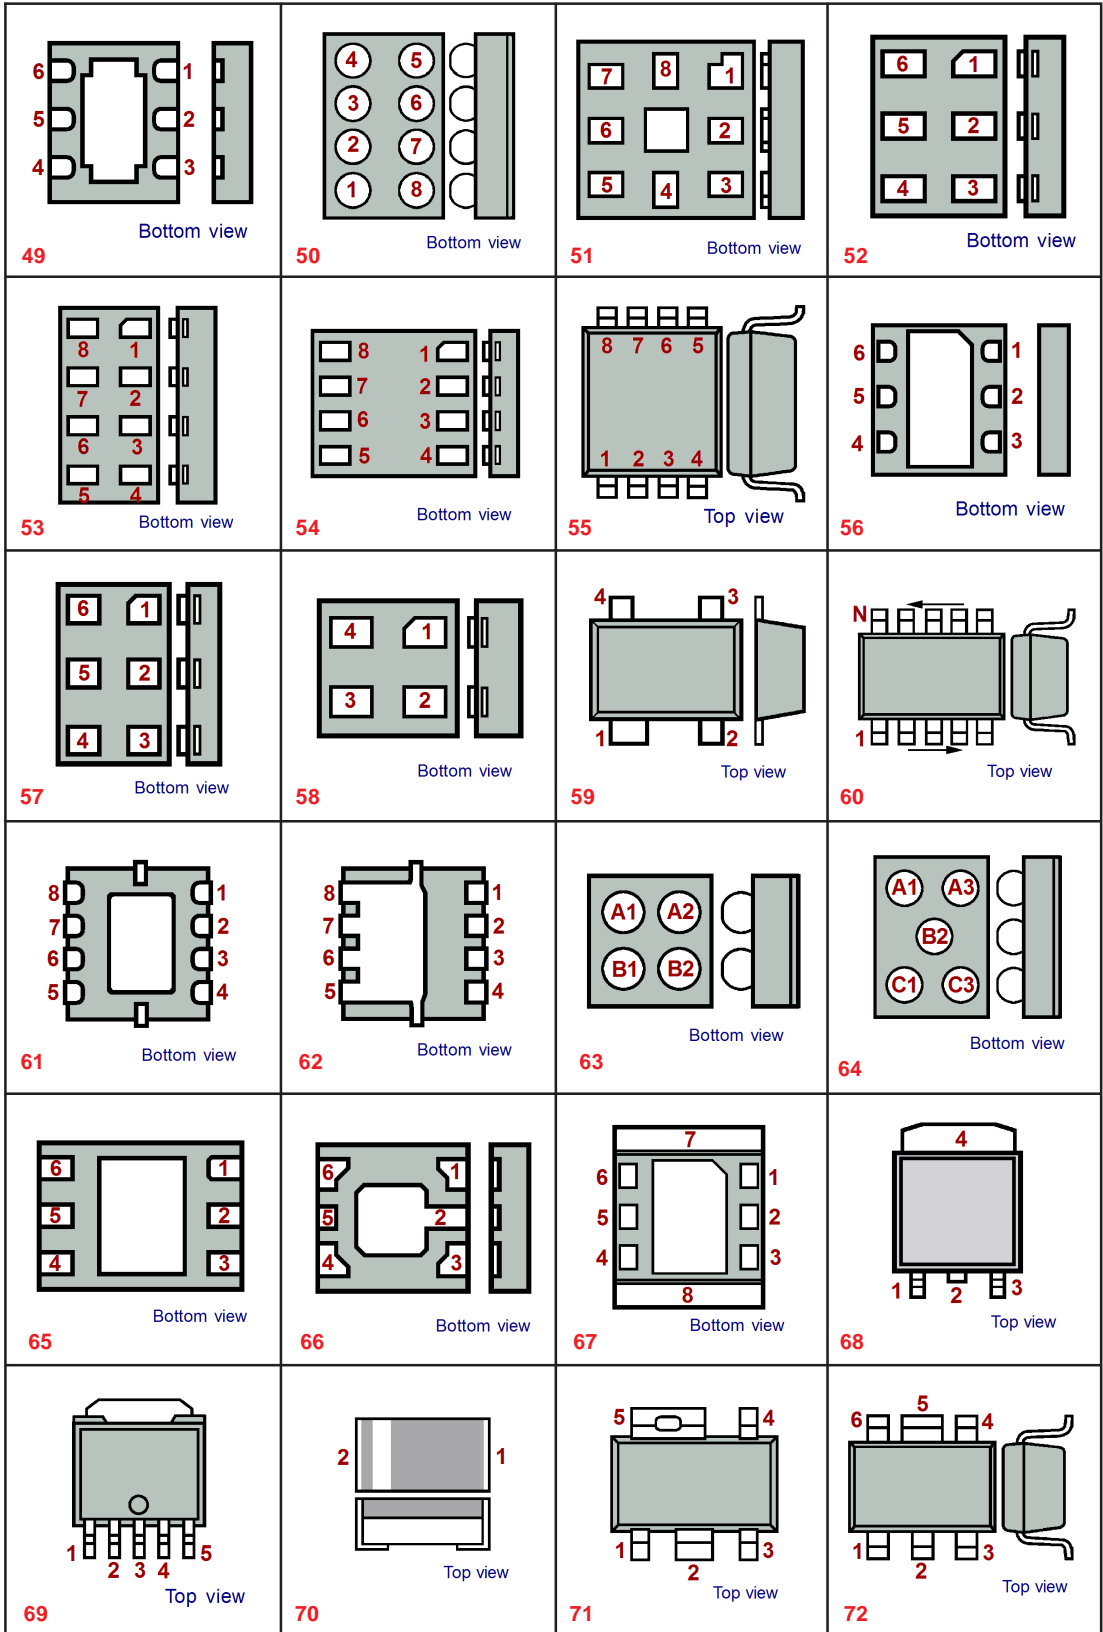 6 1
5 2
4 3
Bottom view
49
4 5
3 6
2 7
1 8
Bottom view
50
7 8 1
6 2
5 4 3
Bottom view
51
6 1
5 2
4 3
Bottom view
52
8 1
7 2
6 3
5 4
Bottom view
53
8 1
7 2
6 3
5 4
Bottom view
54
8 7 6 5
1 2 3 4
Top view
55
6 1
5 2
4 3
Bottom view
56
6 1
5 2
4 3
Bottom view
57
4 1
3 2
Bottom view
58
4 3
1 2
Top view
59
N
1
Top view
60
8 1
7 2
6 3
5 4
Bottom view
61
8 1
7 2
6 3
5 4
Bottom view
62
A1 A2
B1 B2
Bottom view
63
A1 A3
B2
C1 C3
Bottom view
64
6 1
5 2
4 3
Bottom view
65
6 1
5 2
4 3
Bottom view
66
7
6 1
5 2
4 3
8
Bottom view
67
4
1 2 3
Top view
68
1 2 3 4 5
Top view
69
2 1
Top view
70
5 4
1 2 3
Top view
71
6 5 4
1 2 3
Top view
72